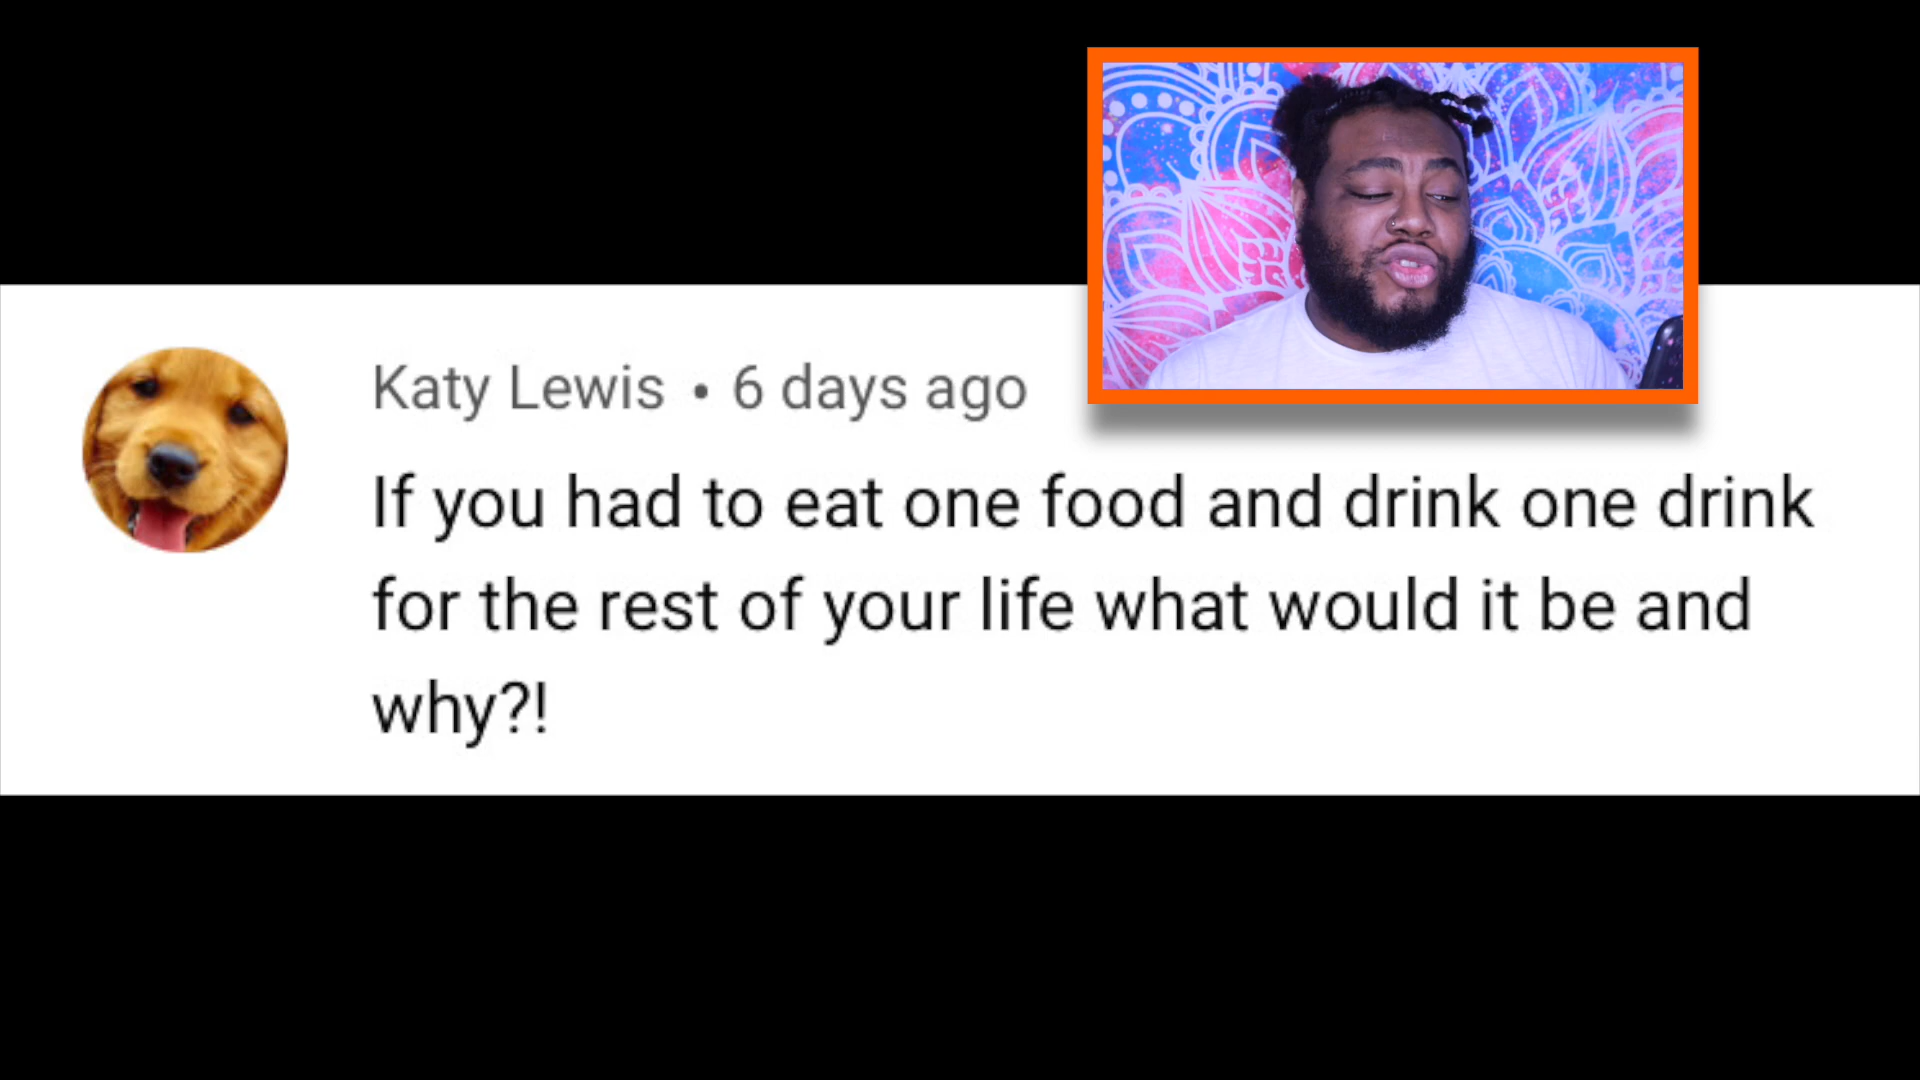 Katy Lewis • 6 days ago
If you had to eat one food and drink one drink
for the rest of your life what would it be and
why?!